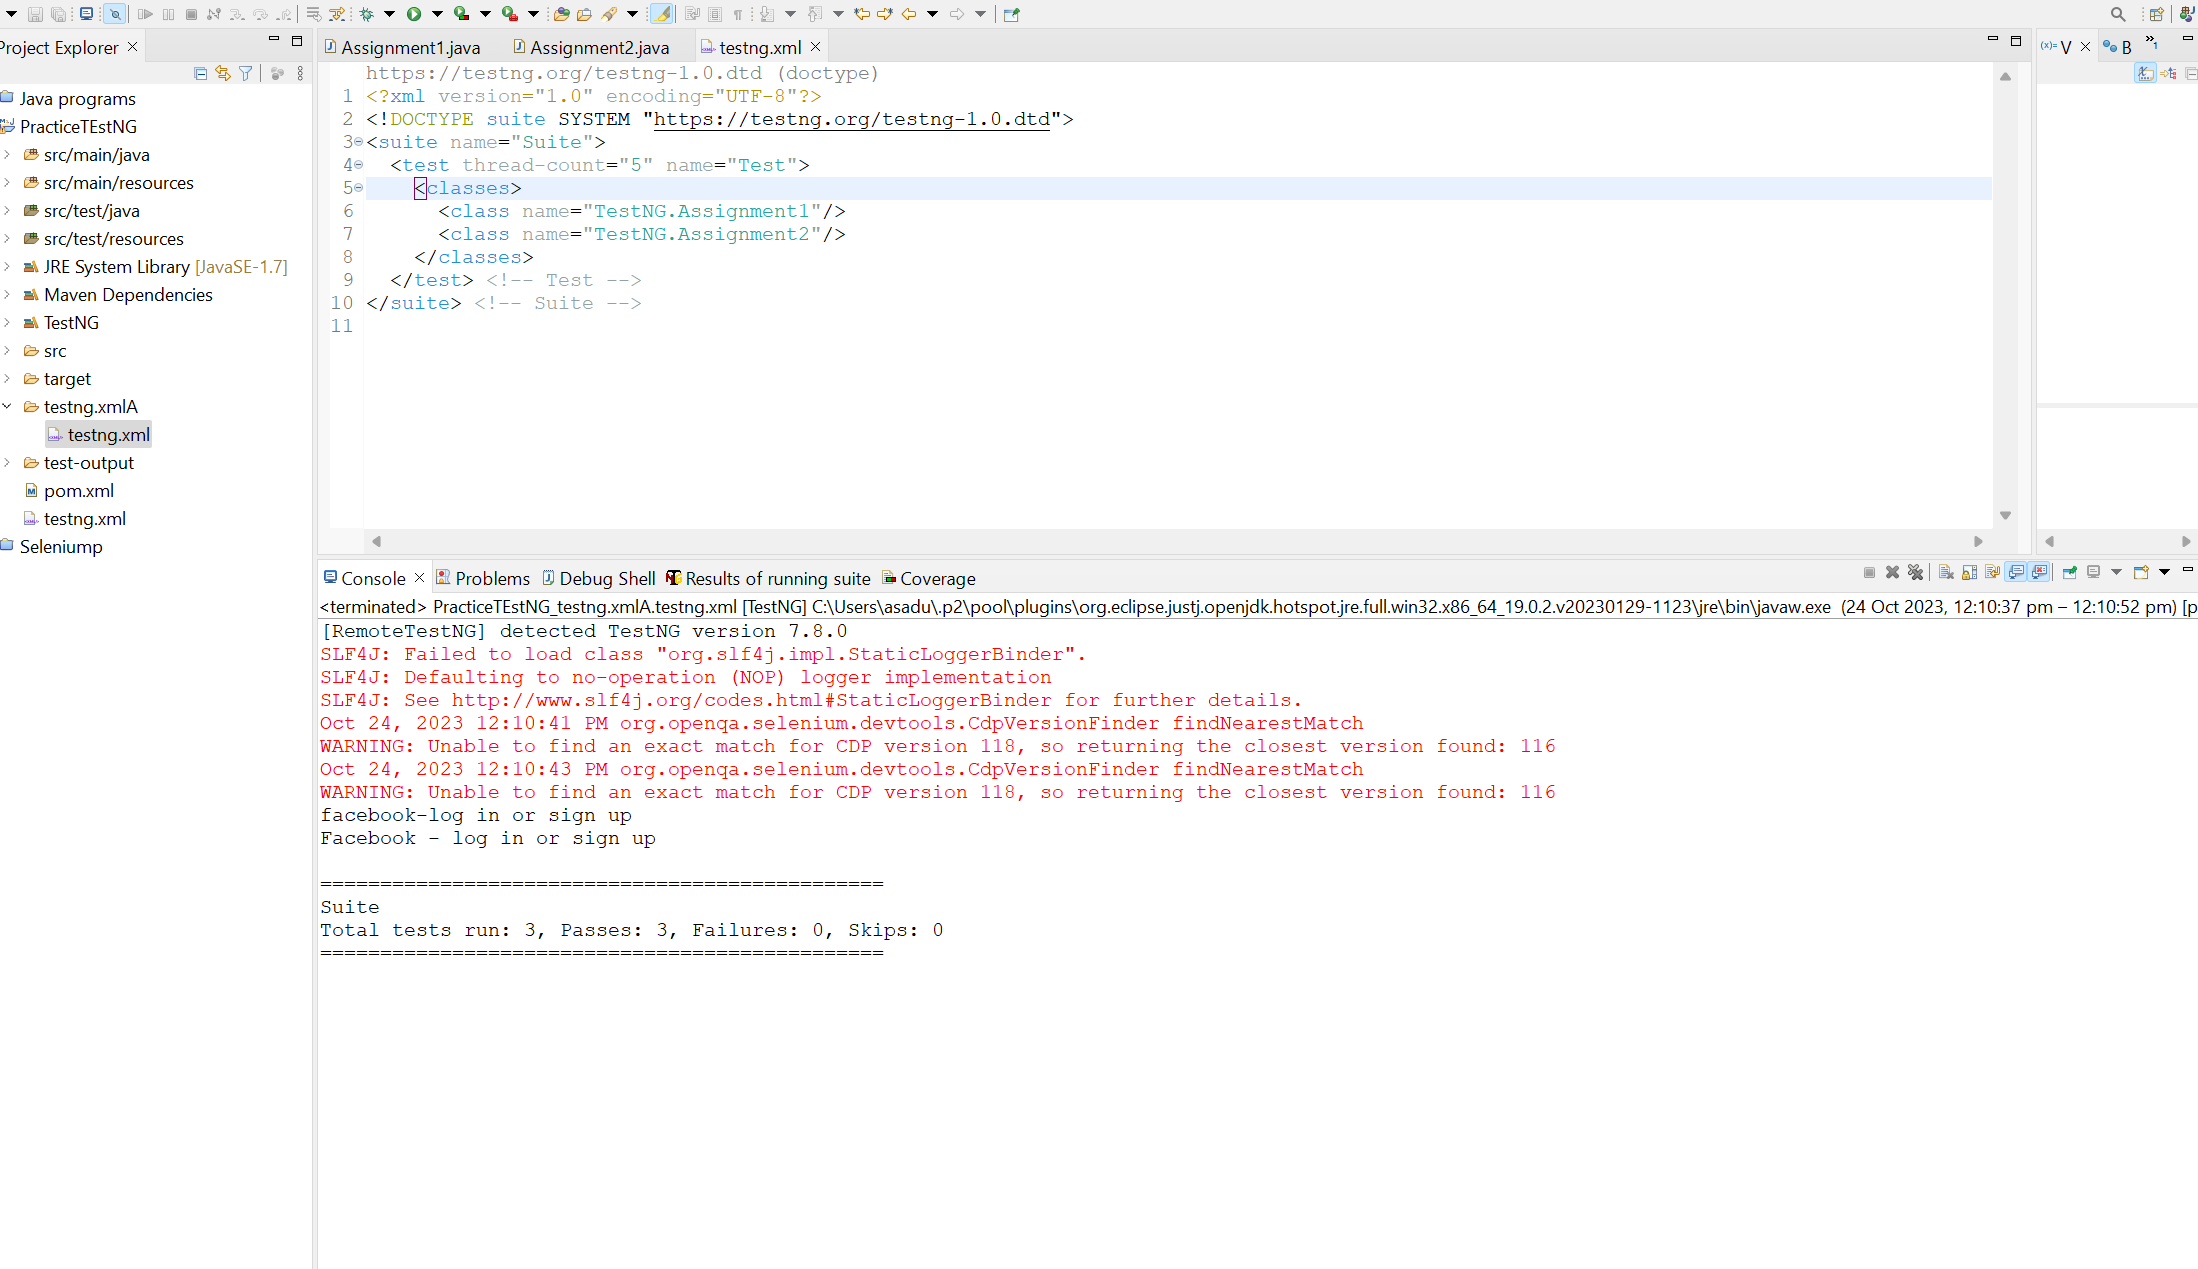 Project Explorer
Java programs
PracticeTEstNG
src/main/java
src/main/resources
src/test/java
src/test/resources
JRE System Library [JavaSE-1.7]
Maven Dependencies
TestNG
src
target
testng.xmlA
testng.xml
test-output
pom.xml
testng.xml
Seleniump
Assignment1.java Assignment2.java testng.xml
https://testng.org/testng-1.0.dtd (doctype)
1 <?xml version="1.0" encoding="UTF-8"?>
2 <!DOCTYPE suite SYSTEM "https://testng.org/testng-1.0.dtd">
3 <suite name="Suite">
4 <test thread-count="5" name="Test">
5 <classes>
6 <class name="TestNG.Assignment1"/>
7 <class name="TestNG.Assignment2"/>
8 </classes>
9 </test> <!-- Test -->
10 </suite> <!-- Suite -->
11
(x)= V B »1
Console Problems Debug Shell Results of running suite Coverage
<terminated> PracticeTEstNG_testng.xmlA.testng.xml [TestNG] C:\Users\asadu\.p2\pool\plugins\org.eclipse.justj.openjdk.hotspot.jre.full.win32.x86_64_19.0.2.v20230129-1123\jre\bin\javaw.exe (24 Oct 2023, 12:10:37 pm – 12:10:52 pm) [p
[RemoteTestNG] detected TestNG version 7.8.0
SLF4J: Failed to load class "org.slf4j.impl.StaticLoggerBinder".
SLF4J: Defaulting to no-operation (NOP) logger implementation
SLF4J: See http://www.slf4j.org/codes.html#StaticLoggerBinder for further details.
Oct 24, 2023 12:10:41 PM org.openqa.selenium.devtools.CdpVersionFinder findNearestMatch
WARNING: Unable to find an exact match for CDP version 118, so returning the closest version found: 116
Oct 24, 2023 12:10:43 PM org.openqa.selenium.devtools.CdpVersionFinder findNearestMatch
WARNING: Unable to find an exact match for CDP version 118, so returning the closest version found: 116
facebook-log in or sign up
Facebook – log in or sign up
===============================================
Suite
Total tests run: 3, Passes: 3, Failures: 0, Skips: 0
===============================================